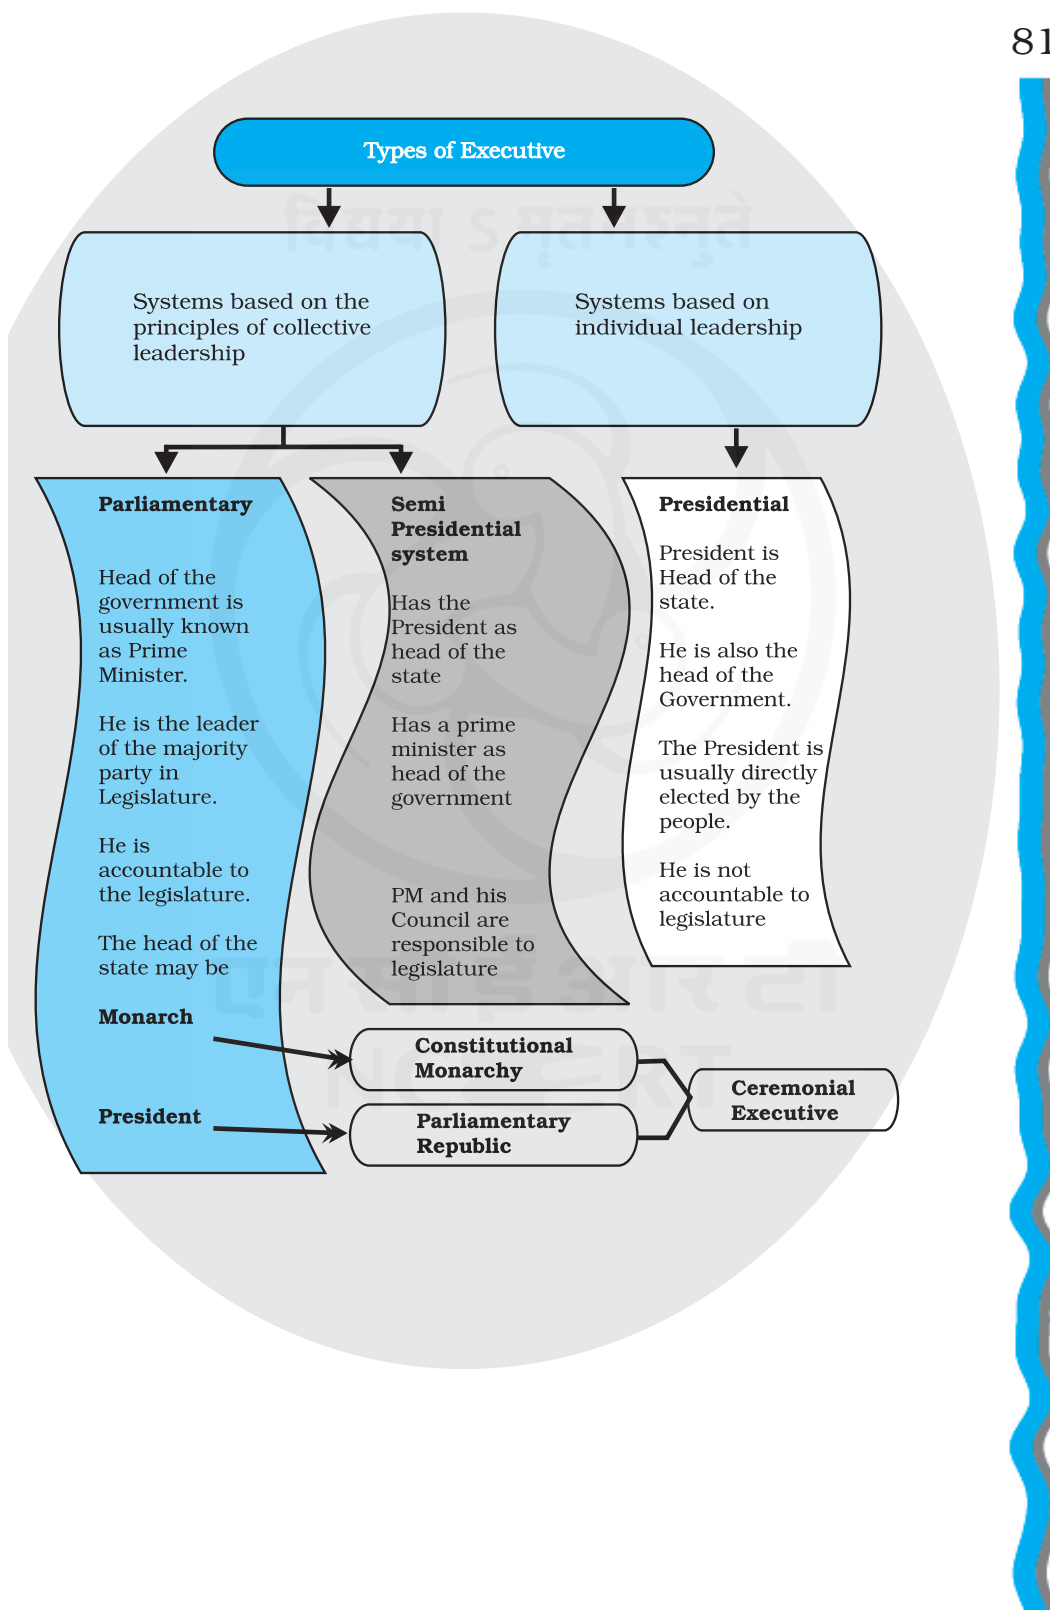 81
Types of Executive
विद्यया ऽ मृतमश्नुते
Systems based on the
principles of collective
leadership
Systems based on
individual leadership
Parliamentary
Head of the
government is
usually known
as Prime
Minister.
He is the leader
of the majority
party in
Legislature.
He is
accountable to
the legislature.
The head of the
state may be
Monarch
President
Semi
Presidential
system
Has the
President as
head of the
state
Has a prime
minister as
head of the
government
PM and his
Council are
responsible to
legislature
Presidential
President is
Head of the
state.
He is also the
head of the
Government.
The President is
usually directly
elected by the
people.
He is not
accountable to
legislature
एन सी ई आर टी
NCERT
Constitutional
Monarchy
Parliamentary
Republic
Ceremonial
Executive